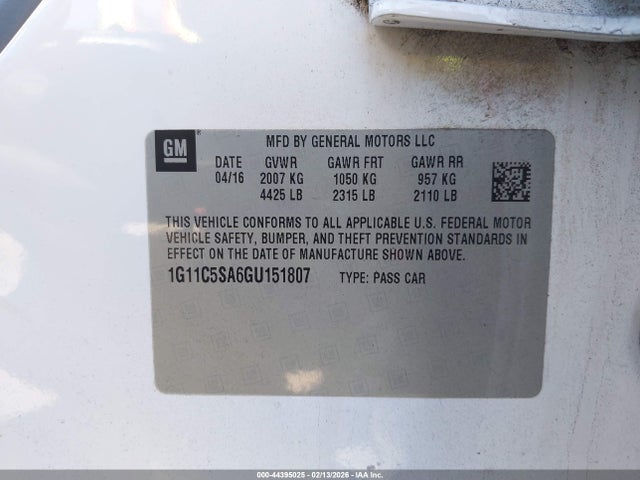 GM®
MFD BY GENERAL MOTORS LLC
DATE GVWR GAWR FRT GAWR RR
04/16 2007 KG 1050 KG 957 KG
4425 LB 2315 LB 2110 LB
THIS VEHICLE CONFORMS TO ALL APPLICABLE U.S. FEDERAL MOTOR
VEHICLE SAFETY, BUMPER, AND THEFT PREVENTION STANDARDS IN
EFFECT ON THE DATE OF MANUFACTURE SHOWN ABOVE.
1G11C5SA6GU151807 TYPE: PASS CAR
000-44395025 - 02/13/2026 - IAA Inc.